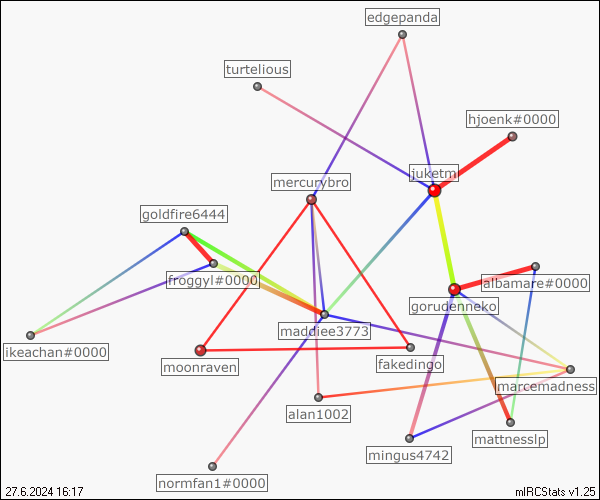 edgepanda
turtelious
hjoenk#0000
juketm
mercurybro
goldfire6444
froggyl#0000
albamare#0000
gorudenneko
maddiee3773
ikeachan#0000
moonraven
fakedingo
marcemadness
alan1002
mattnesslp
mingus4742
normfan1#0000
27.6.2024 16:17
mIRCStats v1.25